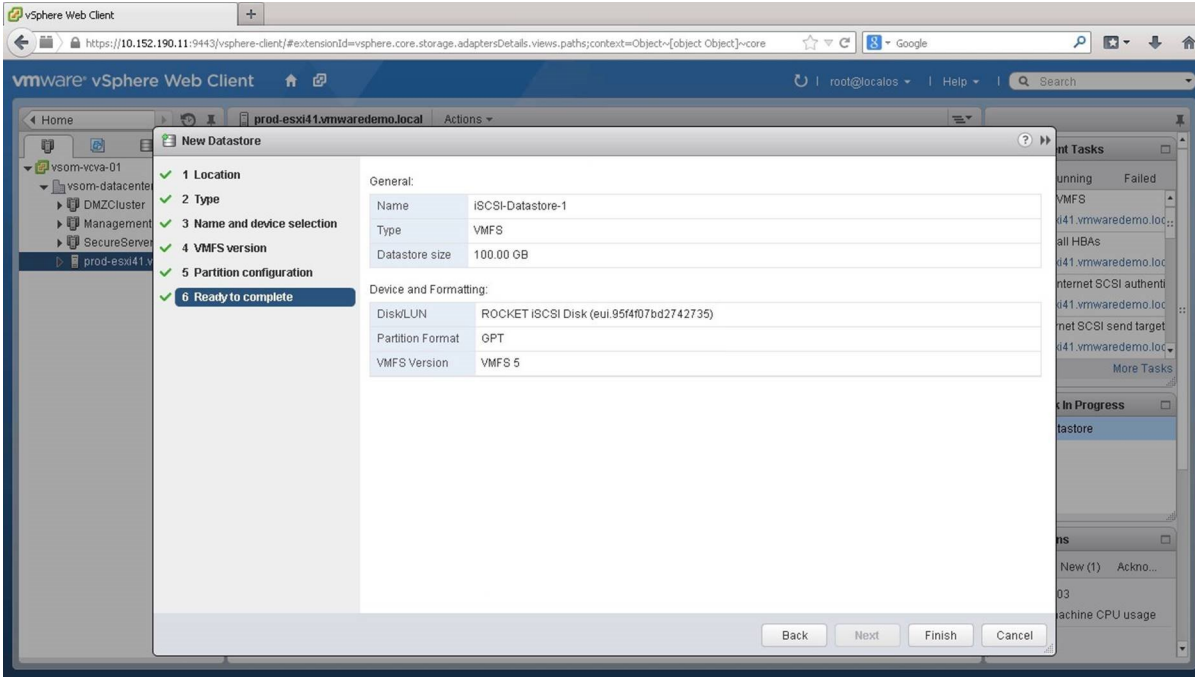 vSphere Web Client
https://10.152.190.11:9443/vsphere-client/#extensionId=vsphere.core.storage.adaptersDetails.views.paths;context=Object~[object Object]~core
Google
vmware® vSphere Web Client
root@localos
Help
Search
Home
prod-esxi41.vmwaredemo.local
Actions
vsom-vcva-01
vsom-datacenter
DMZCluster
Management
SecureServer
prod-esxi41.v
New Datastore
1 Location
2 Type
3 Name and device selection
4 VMFS version
5 Partition configuration
6 Ready to complete
General:
Name iSCSI-Datastore-1
Type VMFS
Datastore size 100.00 GB
Device and Formatting:
Disk/LUN ROCKET iSCSI Disk (eui.95f4f07bd2742735)
Partition Format GPT
VMFS Version VMFS 5
Back
Next
Finish
Cancel
nt Tasks
unning Failed
VMFS
xi41.vmwaredemo.loc
all HBAs
xi41.vmwaredemo.loc
nternet SCSI authenti
xi41.vmwaredemo.loc
rnet SCSI send target
xi41.vmwaredemo.loc
More Tasks
k In Progress
tastore
ns
New (1) Ackno...
03
achine CPU usage